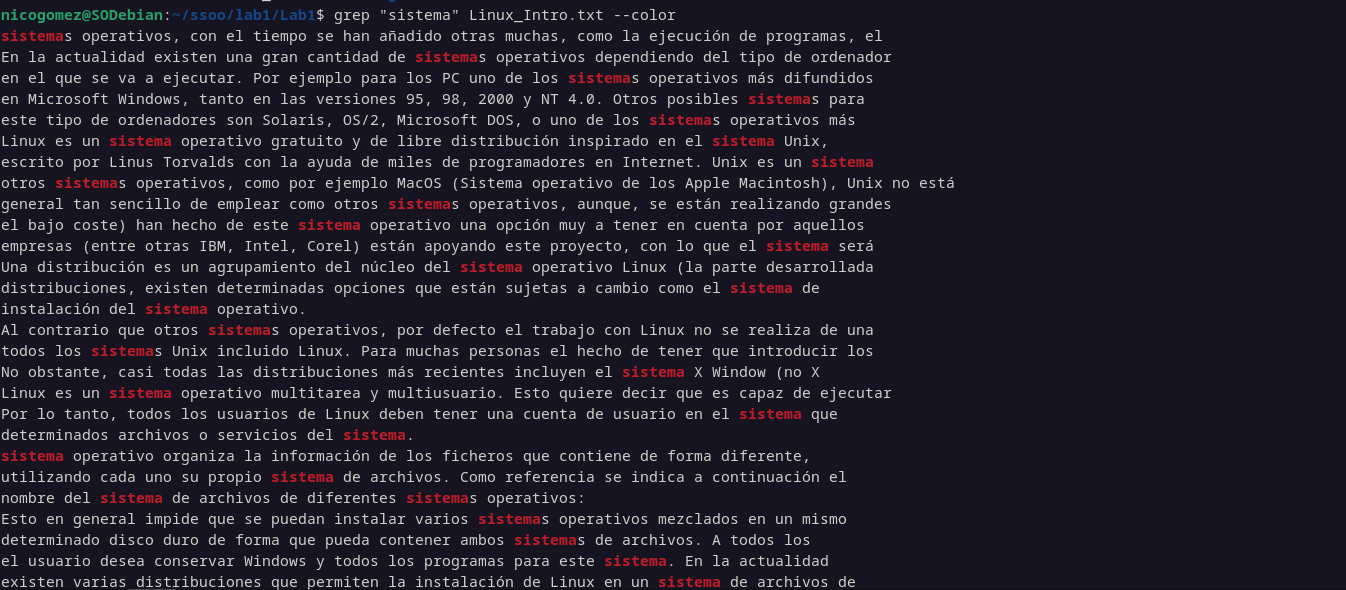 nicogomez@SODebian:~/ssoo/lab1/Lab1$ grep "sistema" Linux_Intro.txt --color
sistemas operativos, con el tiempo se han añadido otras muchas, como la ejecución de programas, el
En la actualidad existen una gran cantidad de sistemas operativos dependiendo del tipo de ordenador
en el que se va a ejecutar. Por ejemplo para los PC uno de los sistemas operativos más difundidos
en Microsoft Windows, tanto en las versiones 95, 98, 2000 y NT 4.0. Otros posibles sistemas para
este tipo de ordenadores son Solaris, OS/2, Microsoft DOS, o uno de los sistemas operativos más
Linux es un sistema operativo gratuito y de libre distribución inspirado en el sistema Unix,
escrito por Linus Torvalds con la ayuda de miles de programadores en Internet. Unix es un sistema
otros sistemas operativos, como por ejemplo MacOS (Sistema operativo de los Apple Macintosh), Unix no está
general tan sencillo de emplear como otros sistemas operativos, aunque, se están realizando grandes
el bajo coste) han hecho de este sistema operativo una opción muy a tener en cuenta por aquellos
empresas (entre otras IBM, Intel, Corel) están apoyando este proyecto, con lo que el sistema será
Una distribución es un agrupamiento del núcleo del sistema operativo Linux (la parte desarrollada
distribuciones, existen determinadas opciones que están sujetas a cambio como el sistema de
instalación del sistema operativo.
Al contrario que otros sistemas operativos, por defecto el trabajo con Linux no se realiza de una
todos los sistemas Unix incluido Linux. Para muchas personas el hecho de tener que introducir los
No obstante, casi todas las distribuciones más recientes incluyen el sistema X Window (no X
Linux es un sistema operativo multitarea y multiusuario. Esto quiere decir que es capaz de ejecutar
Por lo tanto, todos los usuarios de Linux deben tener una cuenta de usuario en el sistema que
determinados archivos o servicios del sistema.
sistema operativo organiza la información de los ficheros que contiene de forma diferente,
utilizando cada uno su propio sistema de archivos. Como referencia se indica a continuación el
nombre del sistema de archivos de diferentes sistemas operativos:
Esto en general impide que se puedan instalar varios sistemas operativos mezclados en un mismo
determinado disco duro de forma que pueda contener ambos sistemas de archivos. A todos los
el usuario desea conservar Windows y todos los programas para este sistema. En la actualidad
existen varias distribuciones que permiten la instalación de Linux en un sistema de archivos de